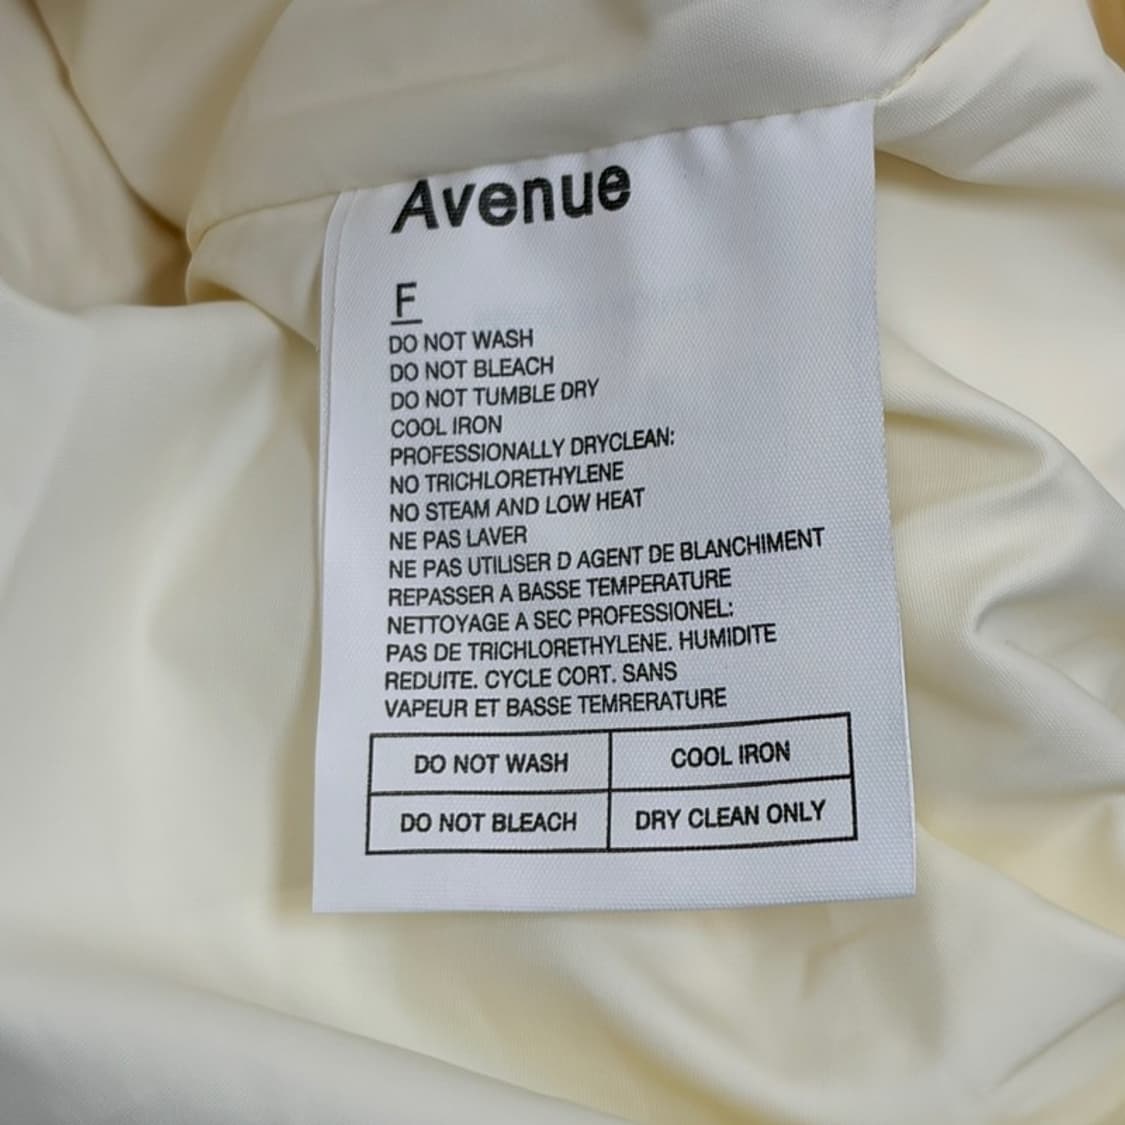 Avenue
F
DO NOT WASH
DO NOT BLEACH
DO NOT TUMBLE DRY
COOL IRON
PROFESSIONALLY DRYCLEAN:
NO TRICHLORETHYLENE
NO STEAM AND LOW HEAT
NE PAS LAVER
NE PAS UTILISER D AGENT DE BLANCHIMENT
REPASSER A BASSE TEMPERATURE
NETTOYAGE A SEC PROFESSIONEL:
PAS DE TRICHLORETHYLENE. HUMIDITE
REDUITE. CYCLE CORT. SANS
VAPEUR ET BASSE TEMRERATURE
DO NOT WASH COOL IRON
DO NOT BLEACH DRY CLEAN ONLY